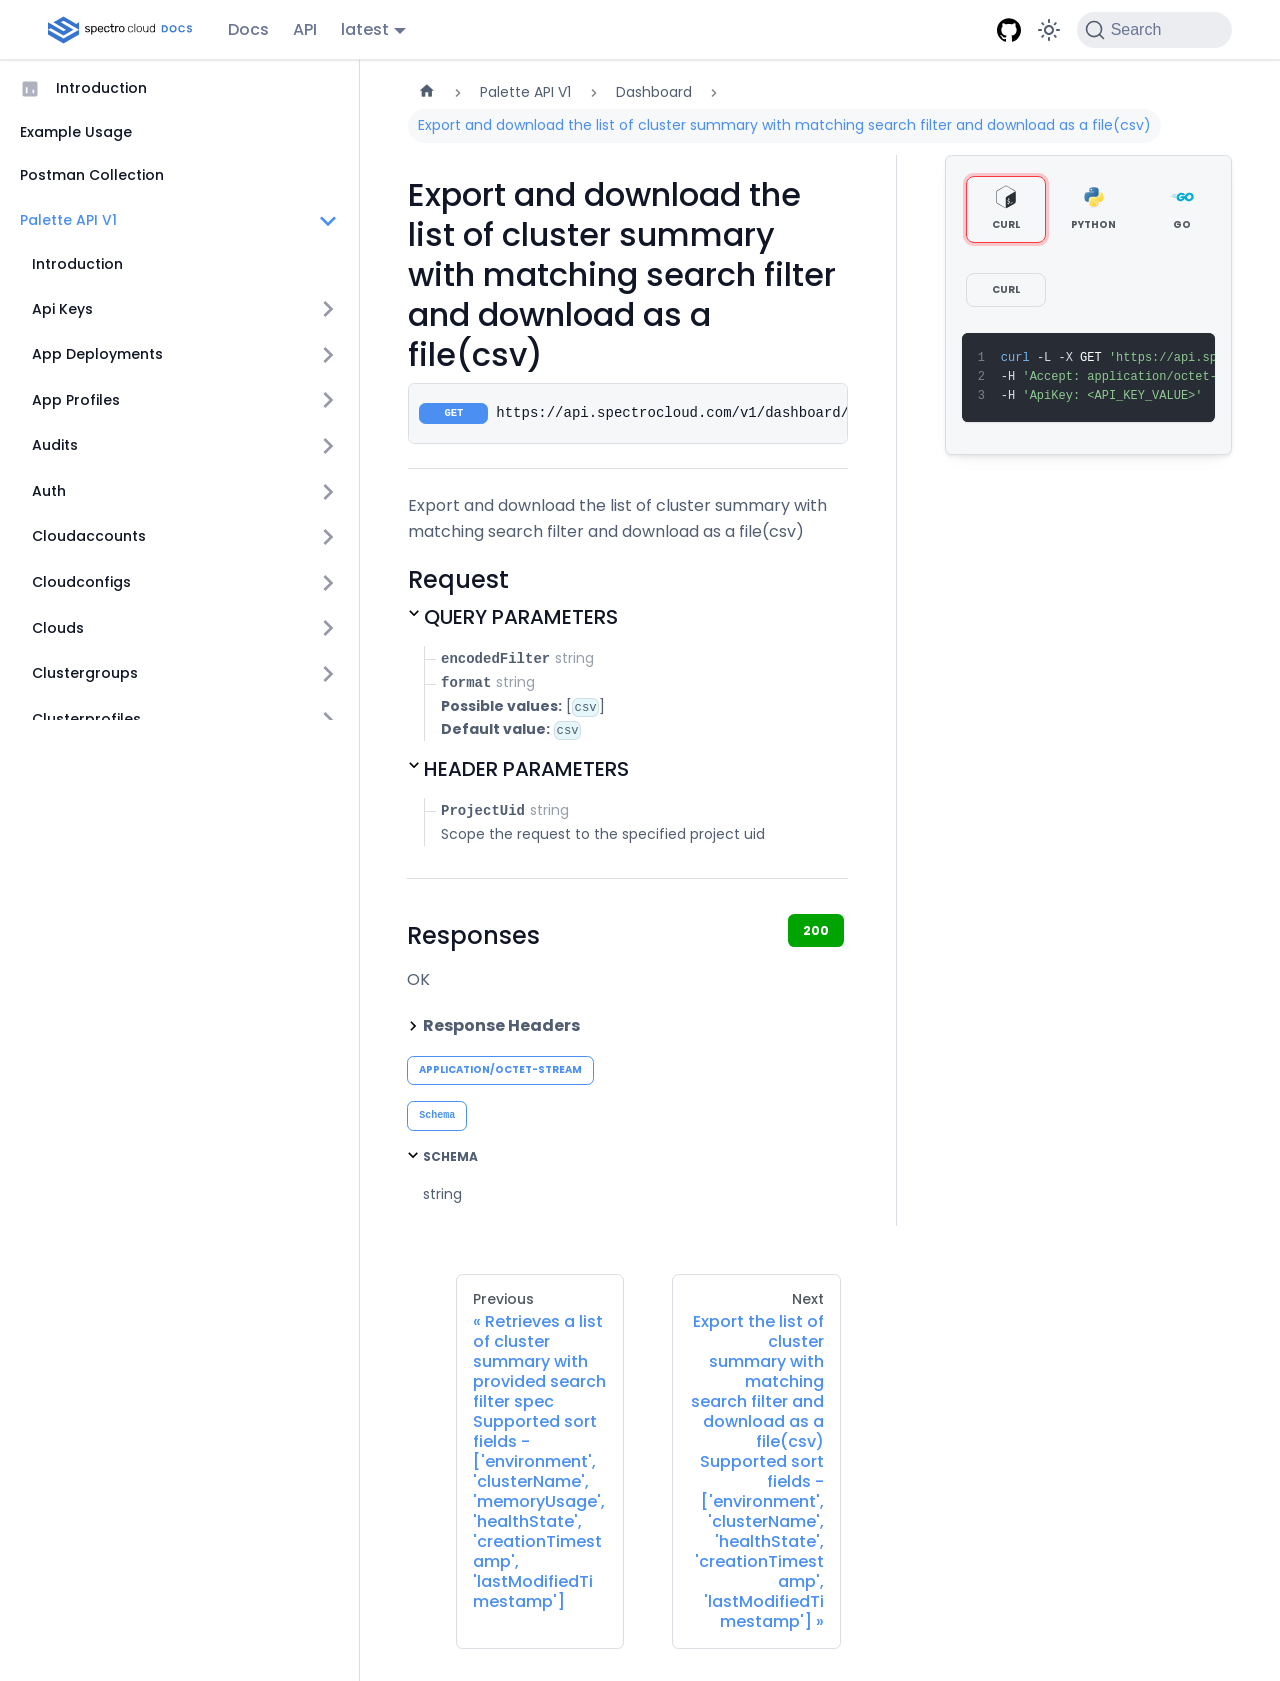 spectro cloud DOCS
Docs
API
latest
Search
Introduction
Example Usage
Postman Collection
Palette API V1
Introduction
Api Keys
App Deployments
App Profiles
Audits
Auth
Cloudaccounts
Cloudconfigs
Clouds
Clustergroups
Clusterprofiles
Palette API V1
Dashboard
Export and download the list of cluster summary with matching search filter and download as a file(csv)
Export and download the
list of cluster summary
with matching search filter
and download as a
file(csv)
GET https://api.spectrocloud.com/v1/dashboard/
Export and download the list of cluster summary with
matching search filter and download as a file(csv)
Request
QUERY PARAMETERS
encodedFilter string
format string
Possible values: [csv]
Default value: csv
HEADER PARAMETERS
ProjectUid string
Scope the request to the specified project uid
Responses
200
OK
Response Headers
APPLICATION/OCTET-STREAM
Schema
SCHEMA
string
CURL
PYTHON
GO
CURL
1 curl -L -X GET 'https://api.sp
2 -H 'Accept: application/octet-
3 -H 'ApiKey: <API_KEY_VALUE>'
Previous
« Retrieves a list
of cluster
summary with
provided search
filter spec
Supported sort
fields -
['environment',
'clusterName',
'memoryUsage',
'healthState',
'creationTimest
amp',
'lastModifiedTi
mestamp']
Next
Export the list of
cluster
summary with
matching
search filter and
download as a
file(csv)
Supported sort
fields -
['environment',
'clusterName',
'healthState',
'creationTimest
amp',
'lastModifiedTi
mestamp'] »